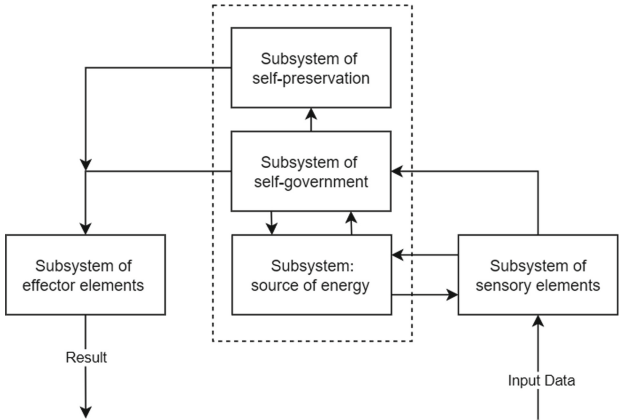 Subsystem of
self-preservation
Subsystem of
self-government
Subsystem of
effector elements
Subsystem:
source of energy
Subsystem of
sensory elements
Result
Input Data